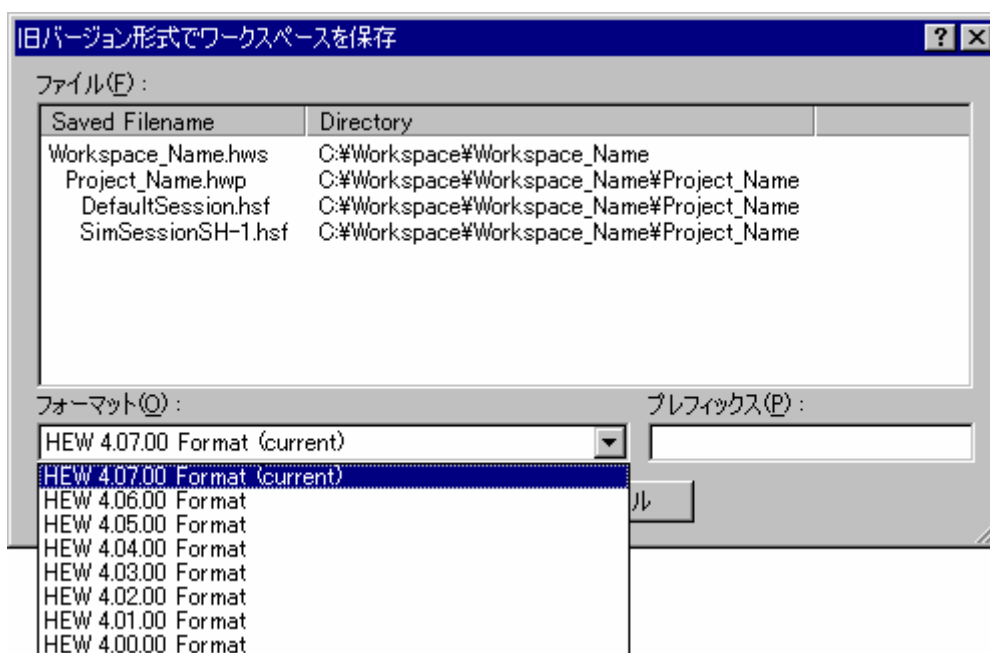 旧バージョン形式でワークスペースを保存
ファイル(F) :
Saved Filename Directory
Workspace_Name.hws C:¥Workspace¥Workspace_Name
Project_Name.hwp C:¥Workspace¥Workspace_Name¥Project_Name
DefaultSession.hsf C:¥Workspace¥Workspace_Name¥Project_Name
SimSessionSH-1.hsf C:¥Workspace¥Workspace_Name¥Project_Name
フォーマット(O) : プレフィックス(P) :
HEW 4.07.00 Format (current)
HEW 4.07.00 Format (current)
HEW 4.06.00 Format
ル
HEW 4.05.00 Format
HEW 4.04.00 Format
HEW 4.03.00 Format
HEW 4.02.00 Format
HEW 4.01.00 Format
HEW 4.00.00 Format